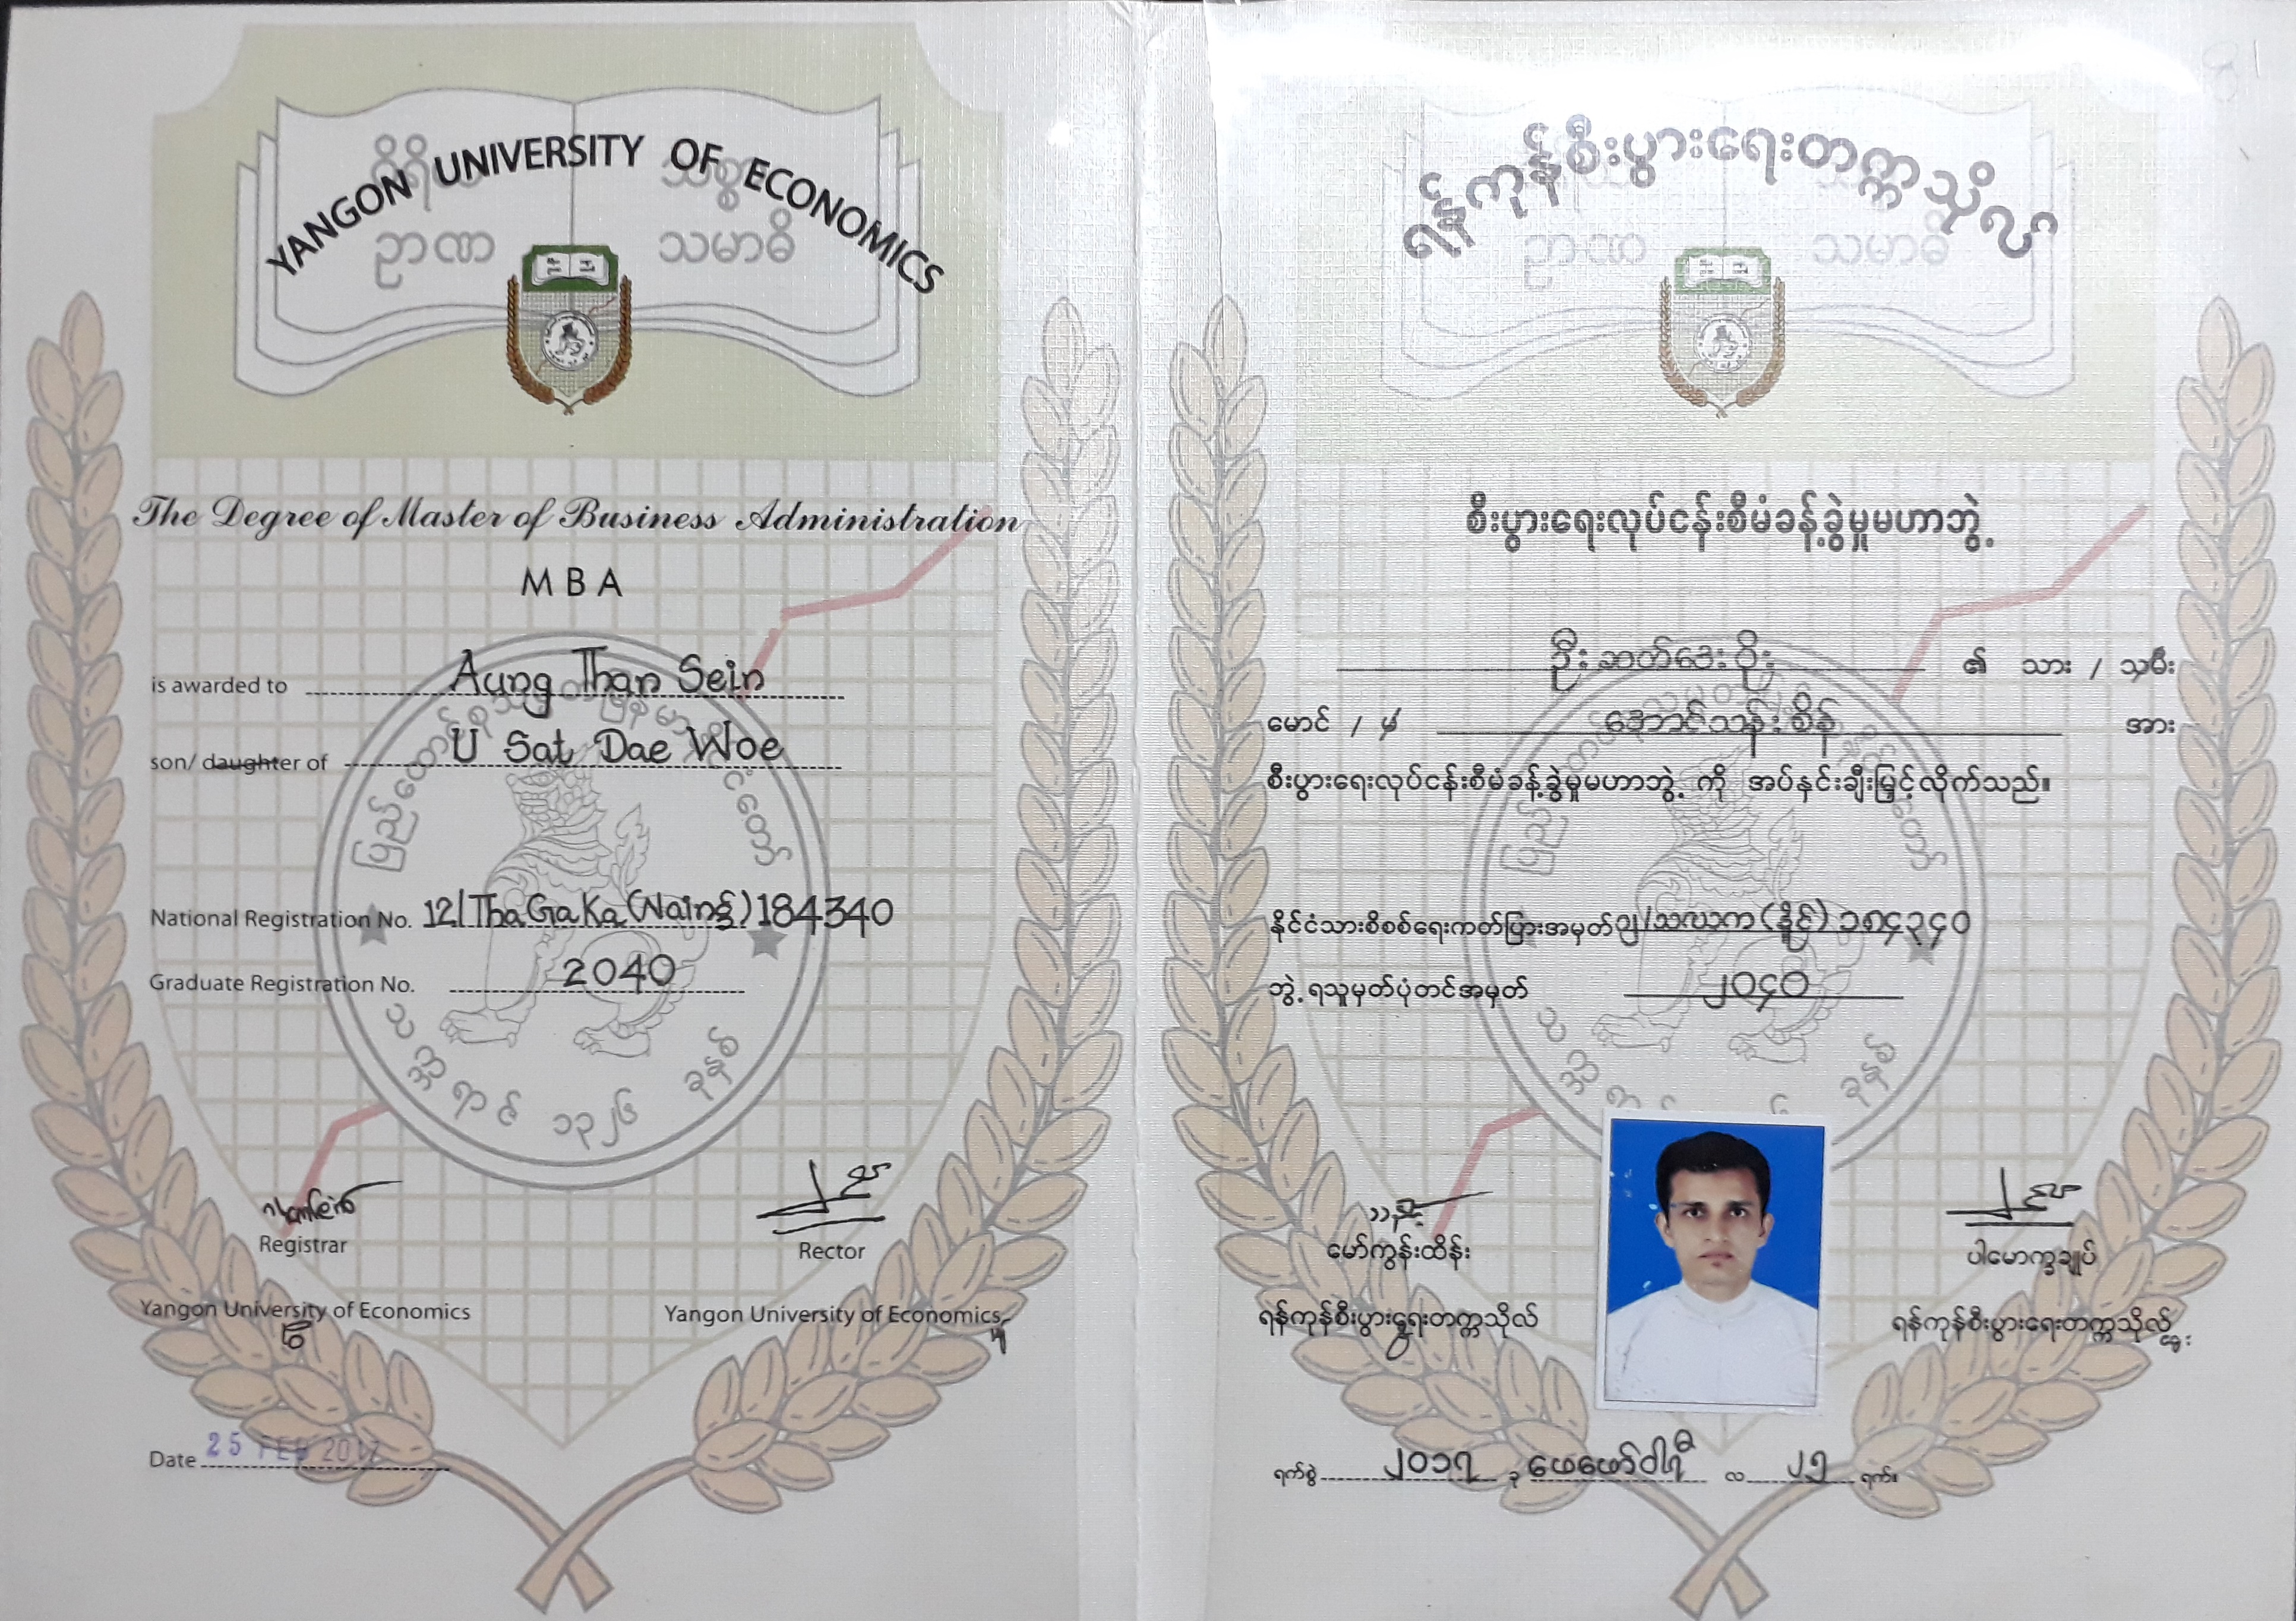 YANGON UNIVERSITY OF ECONOMICS
သီရိ သစ္စ
ဉာဏ သမာဓိ
The Degree of Master of Business Administration
MBA
is awarded to Aung Than Sein
son/ daughter of U Sat Dae Woe
National Registration No. 12/ThaGaKa(Naing)184340
Graduate Registration No. 2040
Registrar
Rector
Yangon University of Economics
Yangon University of Economics
Date 25 FEB 2017
ရန်ကုန်စီးပွားရေးတက္ကသိုလ်
ဉာဏ သမာဓိ
စီးပွားရေးလုပ်ငန်းစီမံခန့်ခွဲမှုမဟာဘွဲ့
ဦးဆတ်ဒေးဝိုး ၏ သား / သမီး
မောင် / မ အောင်သန်းစိန် အား
စီးပွားရေးလုပ်ငန်းစီမံခန့်ခွဲမှုမဟာဘွဲ့ ကို အပ်နှင်းချီးမြှင့်လိုက်သည်။
နိုင်ငံသားစိစစ်ရေးကတ်ပြားအမှတ် ၁၂/သဃက(နိုင်)၁၈၄၃၄၀
ဘွဲ့ရသူမှတ်ပုံတင်အမှတ် ၂၀၄၀
မော်ကွန်းထိန်း
ပါမောက္ခချုပ်
ရန်ကုန်စီးပွားရေးတက္ကသိုလ်
ရန်ကုန်စီးပွားရေးတက္ကသိုလ်
ရက်စွဲ ၂၀၁၇ ခု ဖေဖော်ဝါရီ လ ၂၅ ရက်။